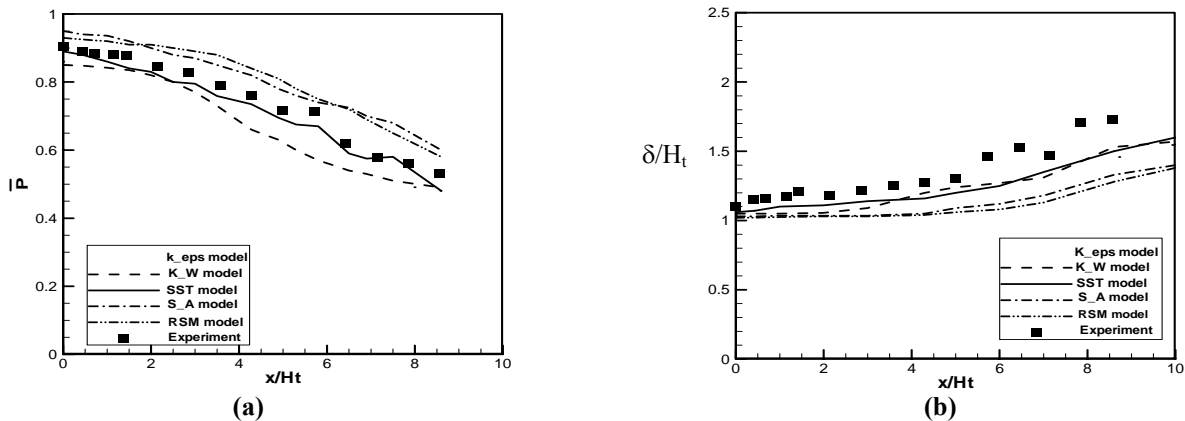 (a)
1
0.8
0.6
0.4
0.2
0
P
0 2 4 6 8 10
x/Ht
k_eps model
K_W model
SST model
S_A model
RSM model
Experiment
(b)
2.5
2
1.5
1
0.5
0
δ/Ht
0 2 4 6 8 10
x/Ht
k_eps model
K_W model
SST model
S_A model
RSM model
Experiment